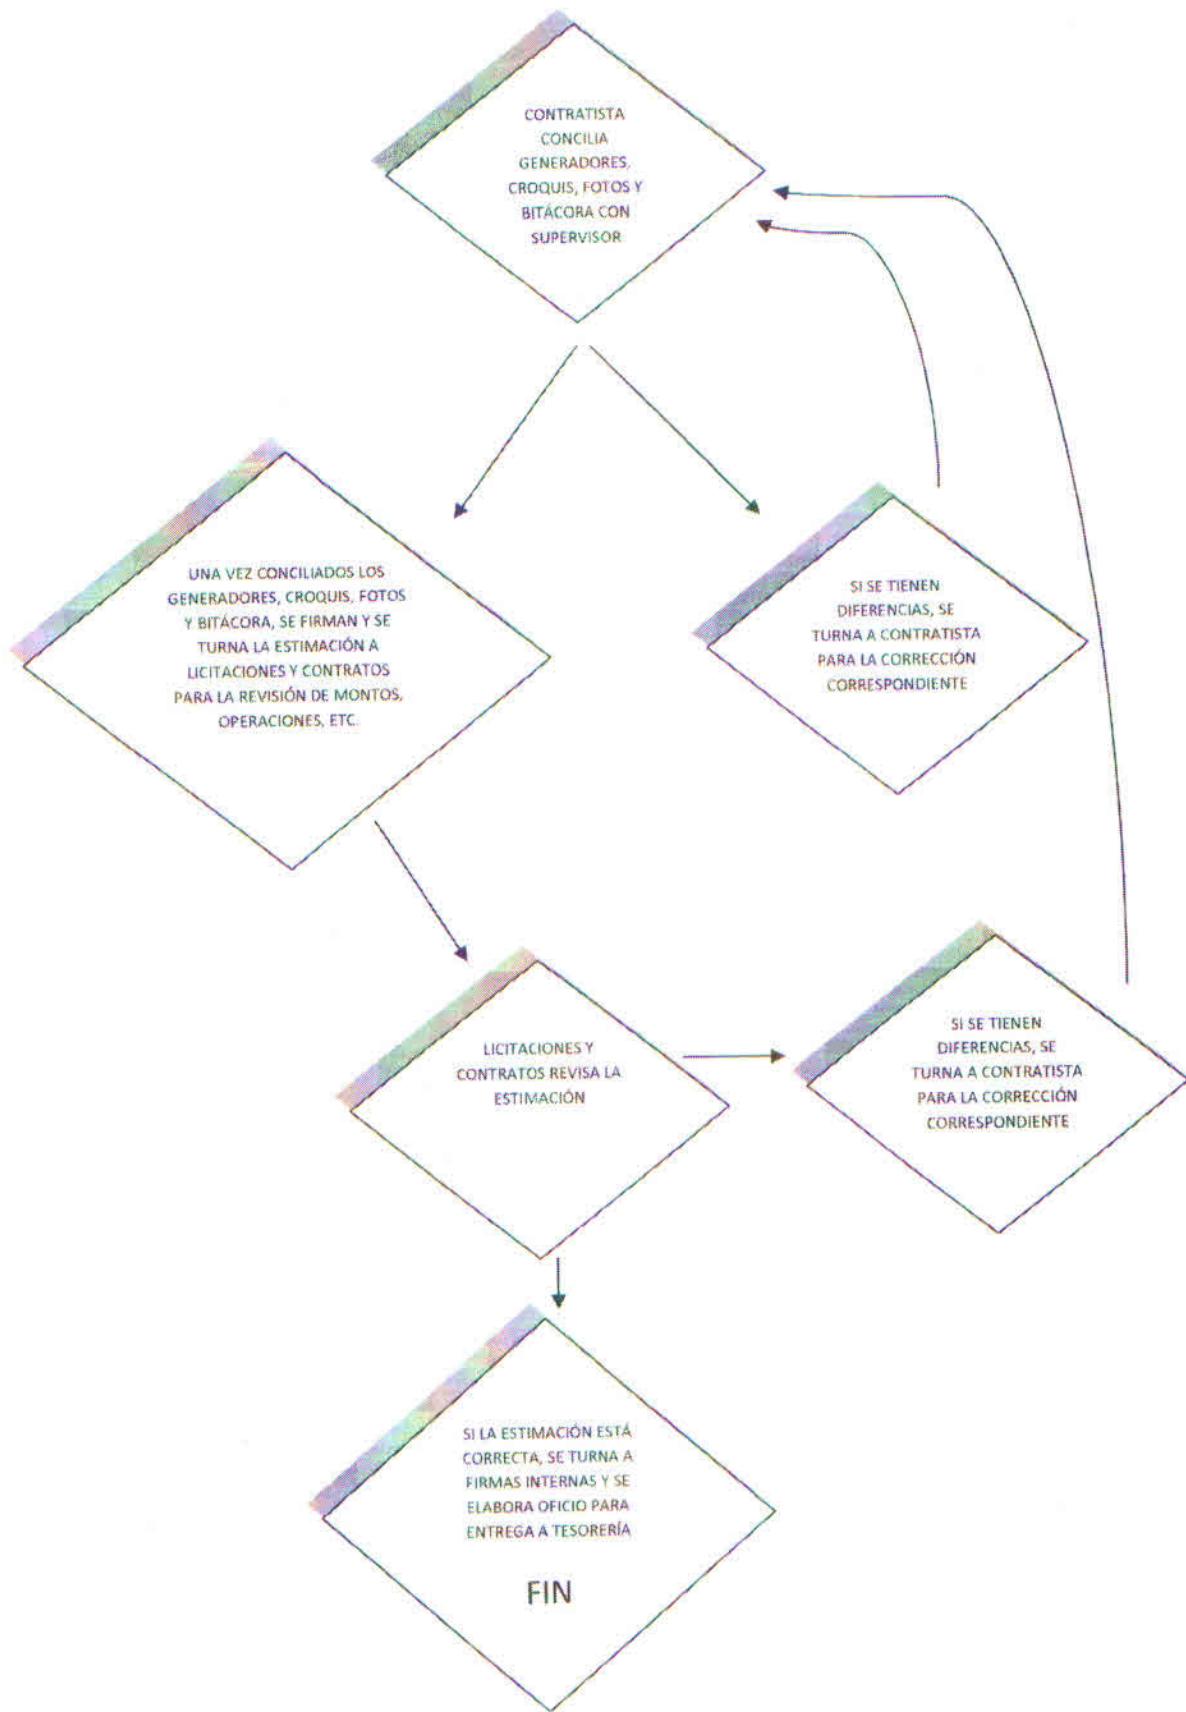 CONTRATISTA
CONCILIA
GENERADORES,
CROQUIS, FOTOS Y
BITÁCORA CON
SUPERVISOR
UNA VEZ CONCILIADOS LOS
GENERADORES, CROQUIS, FOTOS
Y BITÁCORA, SE FIRMAN Y SE
TURNA LA ESTIMACIÓN A
LICITACIONES Y CONTRATOS
PARA LA REVISIÓN DE MONTOS,
OPERACIONES, ETC.
SI SE TIENEN
DIFERENCIAS, SE
TURNA A CONTRATISTA
PARA LA CORRECCIÓN
CORRESPONDIENTE
LICITACIONES Y
CONTRATOS REVISA LA
ESTIMACIÓN
SI SE TIENEN
DIFERENCIAS, SE
TURNA A CONTRATISTA
PARA LA CORRECCIÓN
CORRESPONDIENTE
SI LA ESTIMACIÓN ESTÁ
CORRECTA, SE TURNA A
FIRMAS INTERNAS Y SE
ELABORA OFICIO PARA
ENTREGA A TESORERÍA
FIN